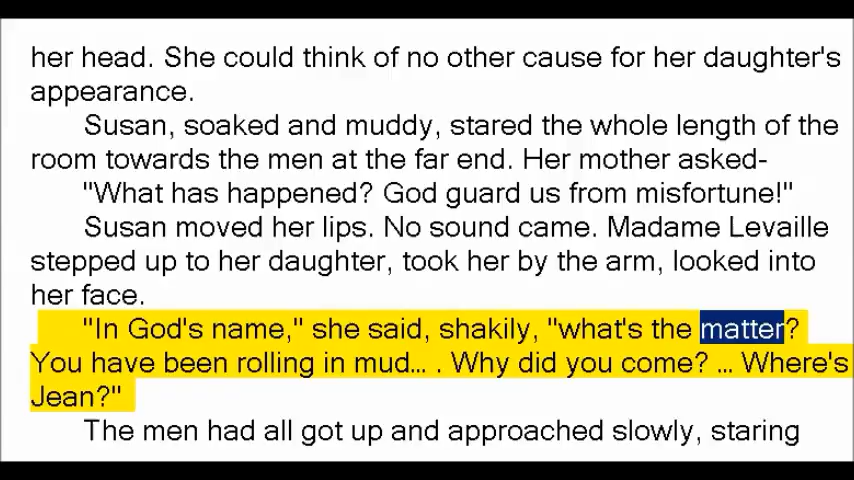 her head. She could think of no other cause for her daughter's
appearance.
Susan, soaked and muddy, stared the whole length of the
room towards the men at the far end. Her mother asked-
"What has happened? God guard us from misfortune!"
Susan moved her lips. No sound came. Madame Levaille
stepped up to her daughter, took her by the arm, looked into
her face.
"In God's name," she said, shakily, "what's the matter?
You have been rolling in mud... . Why did you come? ... Where's
Jean?"
The men had all got up and approached slowly, staring